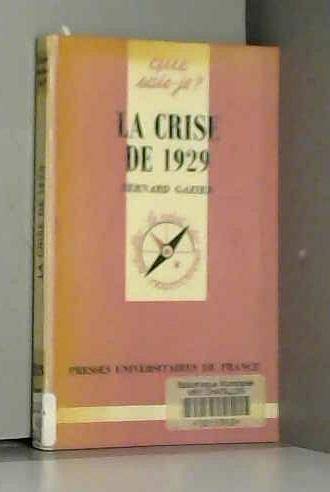 Que
sais-je?
LA CRISE
DE 1929
BERNARD GAZIER
PRESSES UNIVERSITAIRES DE FRANCE
LA CRISE DE 1929